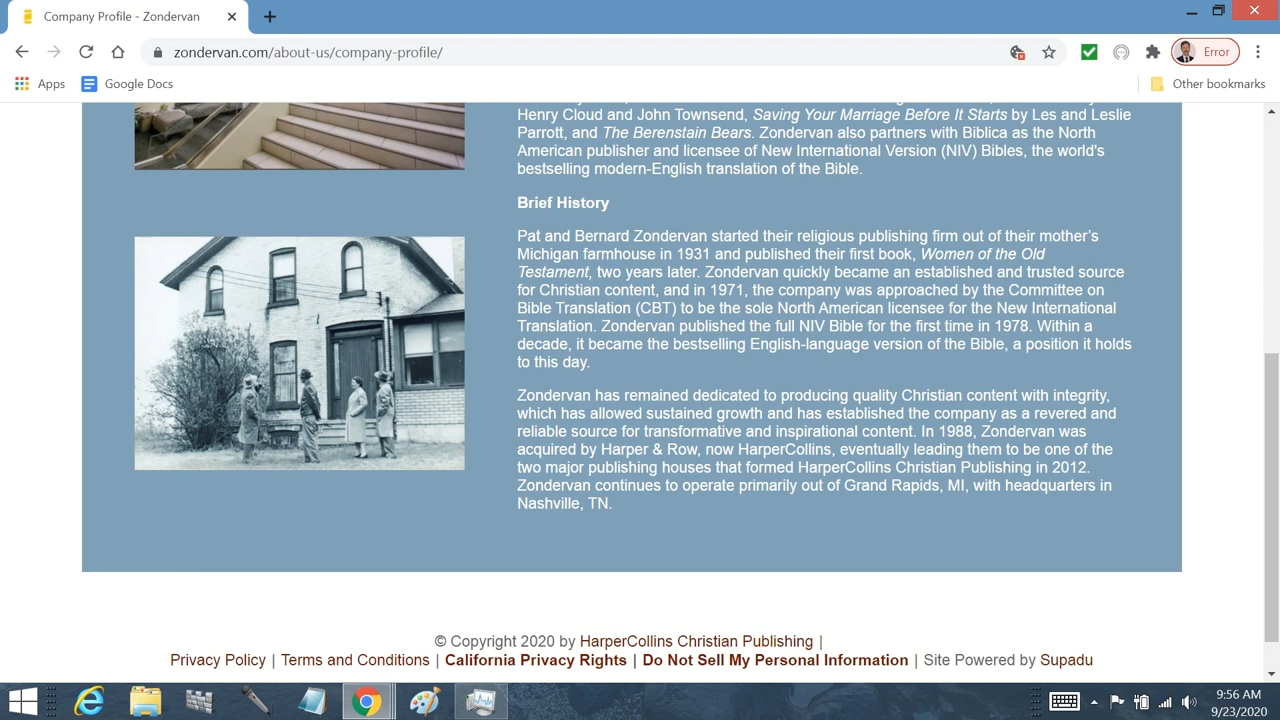 Company Profile - Zondervan
zondervan.com/about-us/company-profile/
Error
Apps
Google Docs
Other bookmarks
Henry Cloud and John Townsend, Saving Your Marriage Before It Starts by Les and Leslie
Parrott, and The Berenstain Bears. Zondervan also partners with Biblica as the North
American publisher and licensee of New International Version (NIV) Bibles, the world's
bestselling modern-English translation of the Bible.
Brief History
Pat and Bernard Zondervan started their religious publishing firm out of their mother’s
Michigan farmhouse in 1931 and published their first book, Women of the Old
Testament, two years later. Zondervan quickly became an established and trusted source
for Christian content, and in 1971, the company was approached by the Committee on
Bible Translation (CBT) to be the sole North American licensee for the New International
Translation. Zondervan published the full NIV Bible for the first time in 1978. Within a
decade, it became the bestselling English-language version of the Bible, a position it holds
to this day.
Zondervan has remained dedicated to producing quality Christian content with integrity,
which has allowed sustained growth and has established the company as a revered and
reliable source for transformative and inspirational content. In 1988, Zondervan was
acquired by Harper & Row, now HarperCollins, eventually leading them to be one of the
two major publishing houses that formed HarperCollins Christian Publishing in 2012.
Zondervan continues to operate primarily out of Grand Rapids, MI, with headquarters in
Nashville, TN.
© Copyright 2020 by HarperCollins Christian Publishing |
Privacy Policy | Terms and Conditions | California Privacy Rights | Do Not Sell My Personal Information | Site Powered by Supadu
9:56 AM
9/23/2020